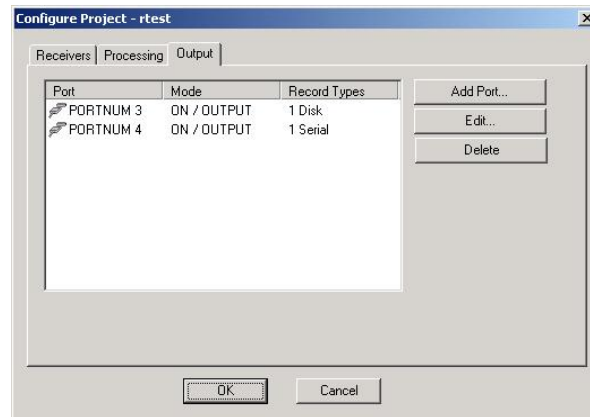 Configure Project - rtest
Receivers Processing Output
Port Mode Record Types
PORTNUM 3 ON / OUTPUT 1 Disk
PORTNUM 4 ON / OUTPUT 1 Serial
Add Port...
Edit...
Delete
OK Cancel